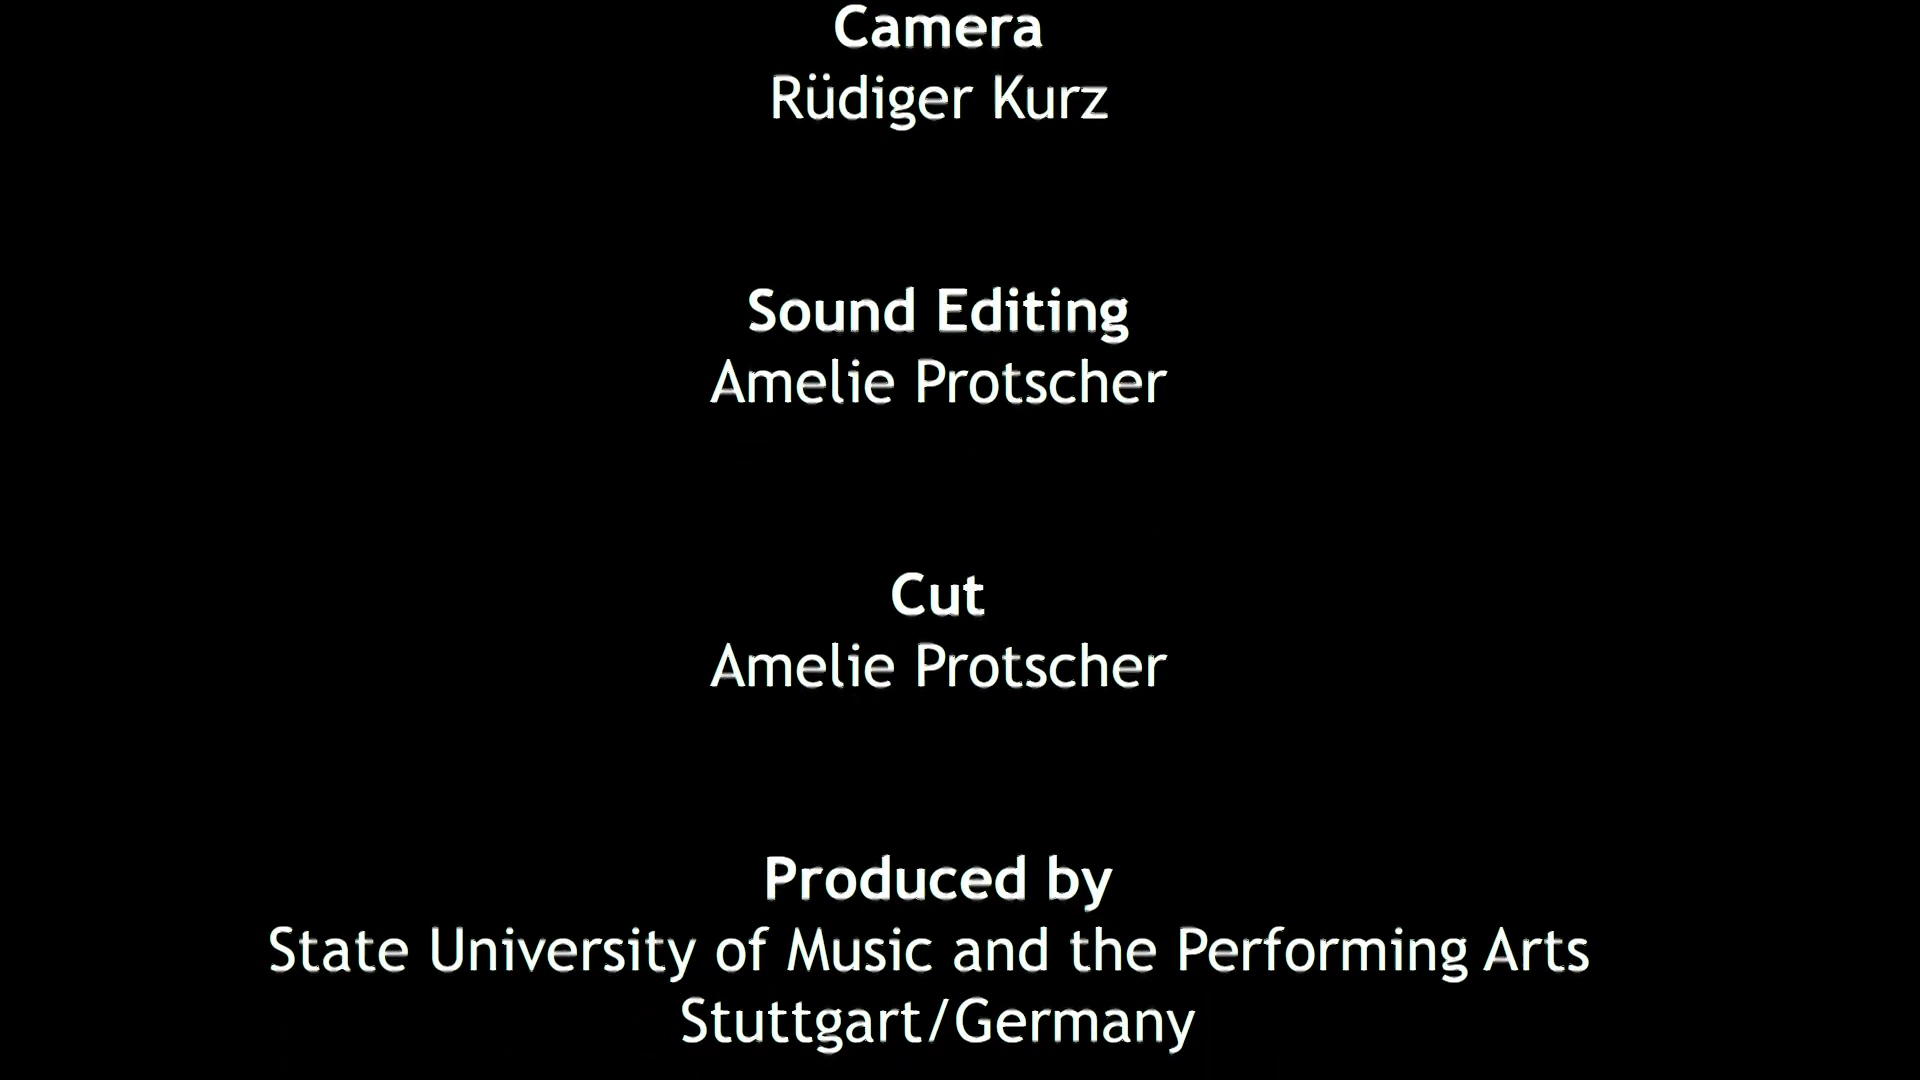 Camera
Rüdiger Kurz
Sound Editing
Amelie Protscher
Cut
Amelie Protscher
Produced by
State University of Music and the Performing Arts
Stuttgart/Germany